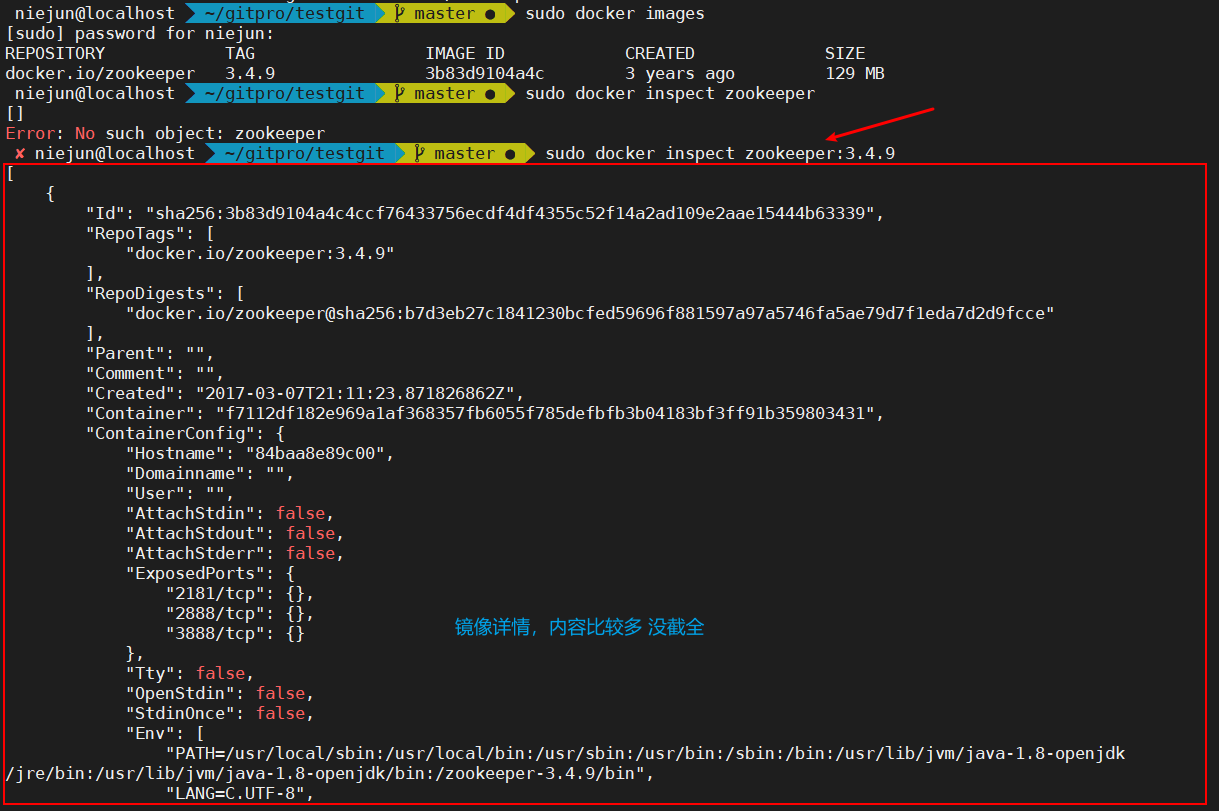 niejun@localhost ~/gitpro/testgit master ● sudo docker images
[sudo] password for niejun:
REPOSITORY TAG IMAGE ID CREATED SIZE
docker.io/zookeeper 3.4.9 3b83d9104a4c 3 years ago 129 MB
niejun@localhost ~/gitpro/testgit master ● sudo docker inspect zookeeper
[]
Error: No such object: zookeeper
✘ niejun@localhost ~/gitpro/testgit master ● sudo docker inspect zookeeper:3.4.9
[
    {
        "Id": "sha256:3b83d9104a4c4ccf76433756ecdf4df4355c52f14a2ad109e2aae15444b63339",
        "RepoTags": [
            "docker.io/zookeeper:3.4.9"
        ],
        "RepoDigests": [
            "docker.io/zookeeper@sha256:b7d3eb27c1841230bcfed59696f881597a97a5746fa5ae79d7f1eda7d2d9fcce"
        ],
        "Parent": "",
        "Comment": "",
        "Created": "2017-03-07T21:11:23.871826862Z",
        "Container": "f7112df182e969a1af368357fb6055f785defbfb3b04183bf3ff91b359803431",
        "ContainerConfig": {
            "Hostname": "84baa8e89c00",
            "Domainname": "",
            "User": "",
            "AttachStdin": false,
            "AttachStdout": false,
            "AttachStderr": false,
            "ExposedPorts": {
                "2181/tcp": {},
                "2888/tcp": {},
                "3888/tcp": {}
镜像详情，内容比较多 没截全
            },
            "Tty": false,
            "OpenStdin": false,
            "StdinOnce": false,
            "Env": [
                "PATH=/usr/local/sbin:/usr/local/bin:/usr/sbin:/usr/bin:/sbin:/bin:/usr/lib/jvm/java-1.8-openjdk
/jre/bin:/usr/lib/jvm/java-1.8-openjdk/bin:/zookeeper-3.4.9/bin",
                "LANG=C.UTF-8",